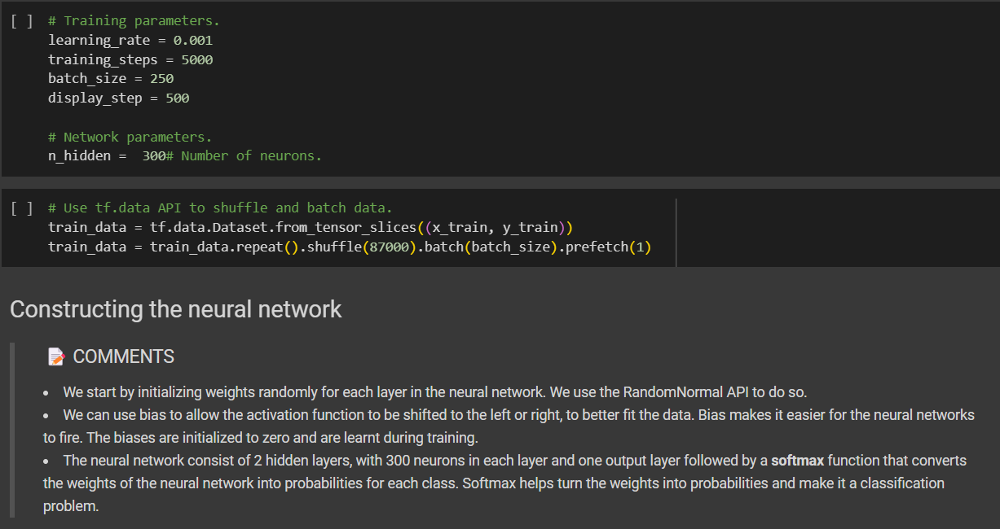 [ ] # Training parameters.
learning_rate = 0.001
training_steps = 5000
batch_size = 250
display_step = 500
# Network parameters.
n_hidden =  300# Number of neurons.
[ ] # Use tf.data API to shuffle and batch data.
train_data = tf.data.Dataset.from_tensor_slices((x_train, y_train))
train_data = train_data.repeat().shuffle(87000).batch(batch_size).prefetch(1)
Constructing the neural network
📝 COMMENTS
• We start by initializing weights randomly for each layer in the neural network. We use the RandomNormal API to do so.
• We can use bias to allow the activation function to be shifted to the left or right, to better fit the data. Bias makes it easier for the neural networks
to fire. The biases are initialized to zero and are learnt during training.
• The neural network consist of 2 hidden layers, with 300 neurons in each layer and one output layer followed by a softmax function that converts
the weights of the neural network into probabilities for each class. Softmax helps turn the weights into probabilities and make it a classification
problem.